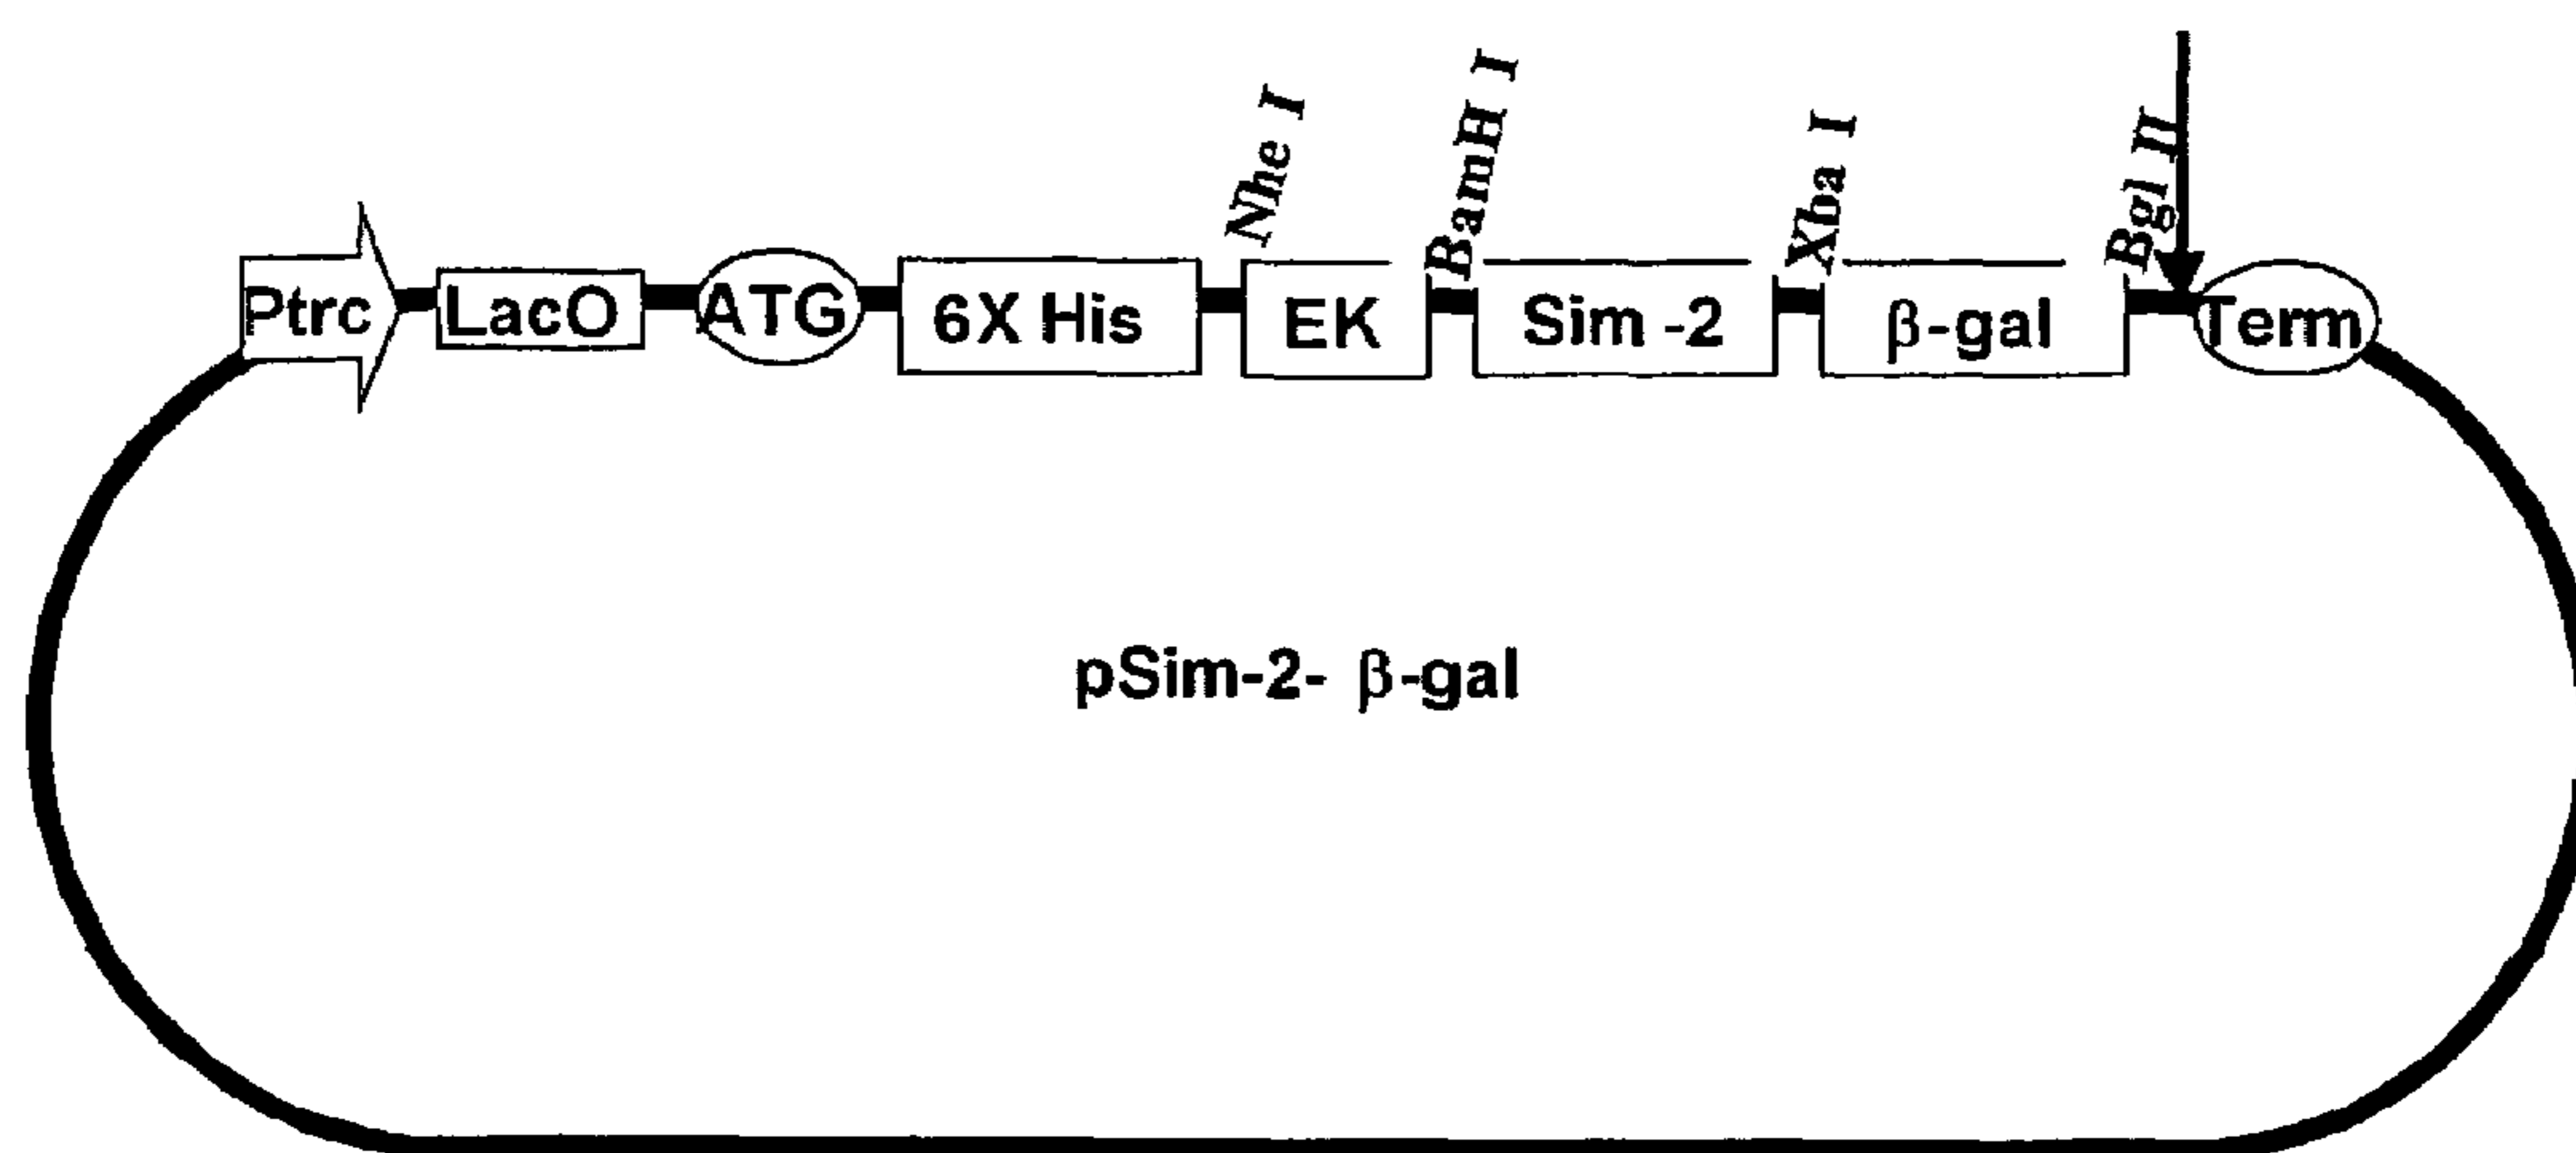 Nhe I
BamH I
Xba I
Bgl II
Ptrc LacO ATG 6X His EK Sim -2 β-gal Term
pSim-2- β-gal